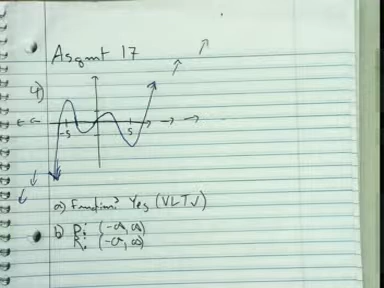 Asgmt 17
4)
-5 5
a) Function? Yes (VLT√)
b) D: (-∞, ∞)
R: (-∞, ∞)